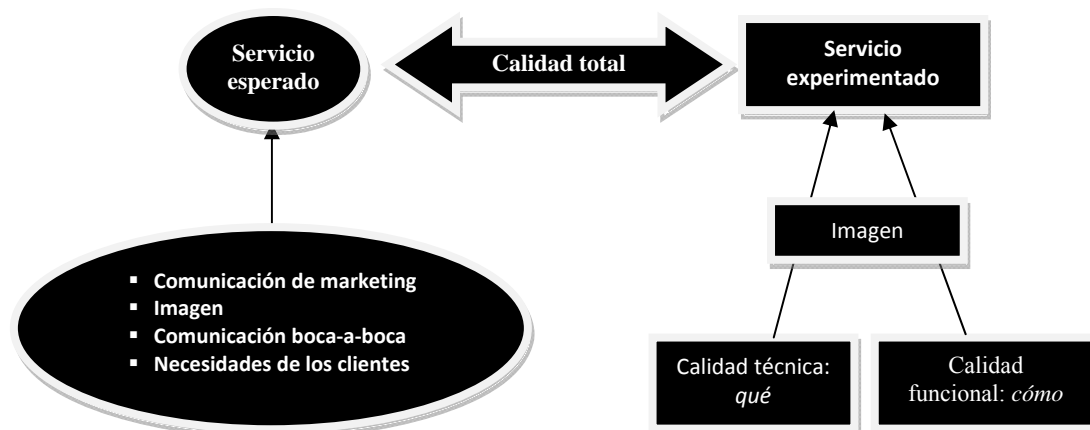 Servicio
esperado
Calidad total
Servicio
experimentado
Imagen
▪ Comunicación de marketing
▪ Imagen
▪ Comunicación boca-a-boca
▪ Necesidades de los clientes
Calidad técnica:
qué
Calidad
funcional: cómo